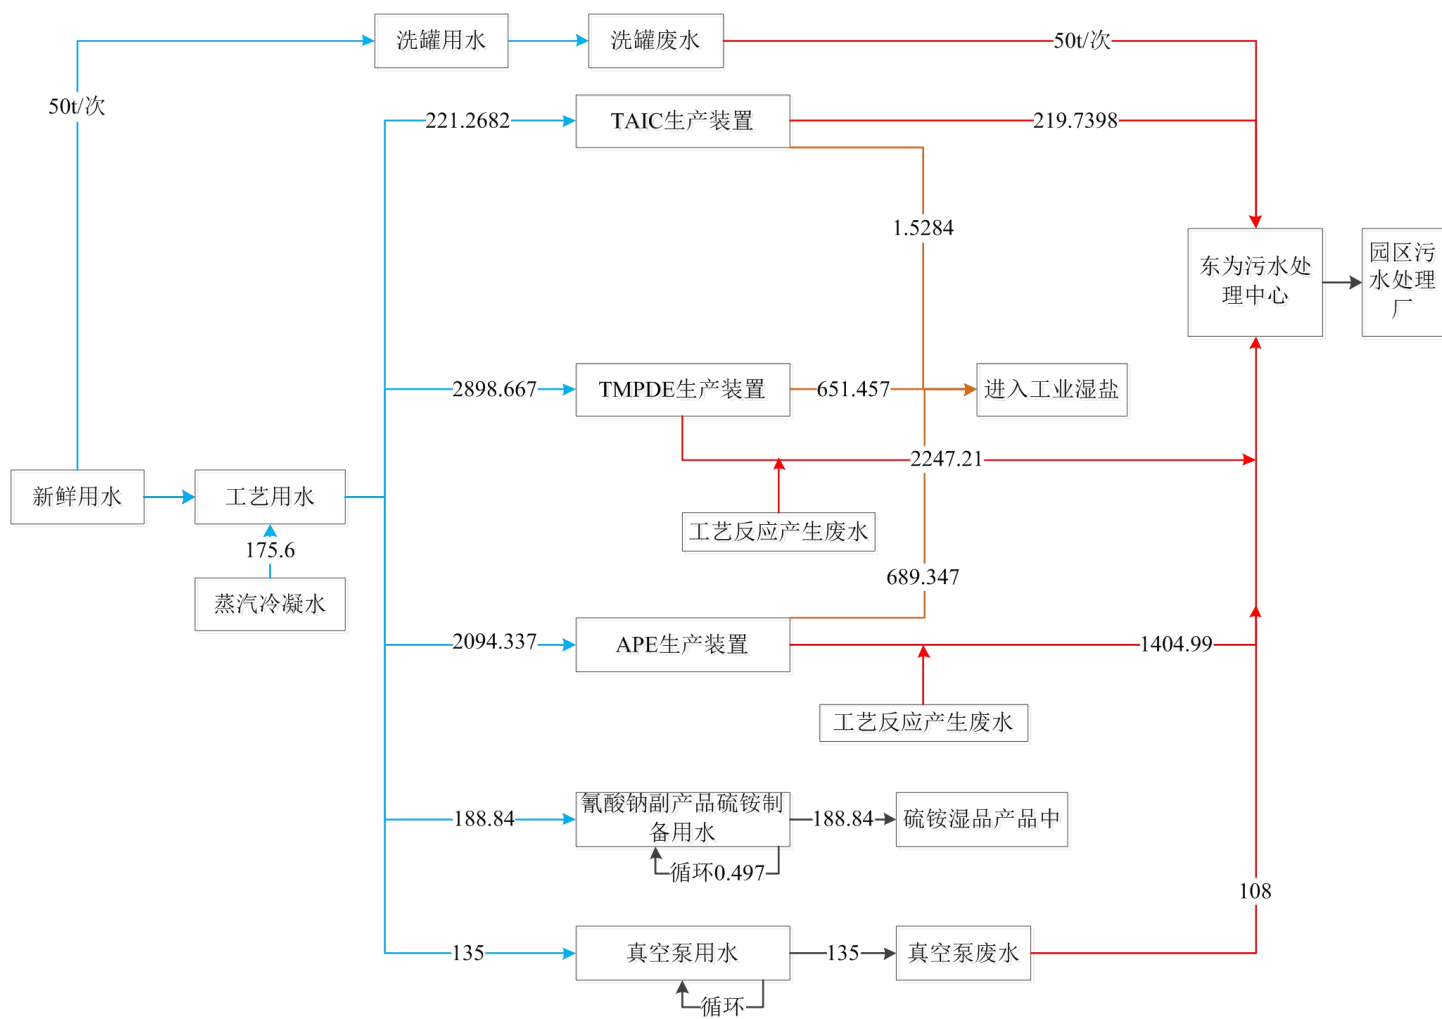 洗罐用水
洗罐废水
50t/次
50t/次
221.2682
TAIC生产装置
219.7398
1.5284
东为污水处
理中心
园区污
水处理
厂
2898.667
TMPDE生产装置
651.457
进入工业湿盐
2247.21
新鲜用水
工艺用水
工艺反应产生废水
175.6
689.347
蒸汽冷凝水
2094.337
APE生产装置
1404.99
工艺反应产生废水
188.84
氰酸钠副产品硫铵制
备用水
188.84
硫铵湿品产品中
循环0.497
108
135
真空泵用水
135
真空泵废水
循环